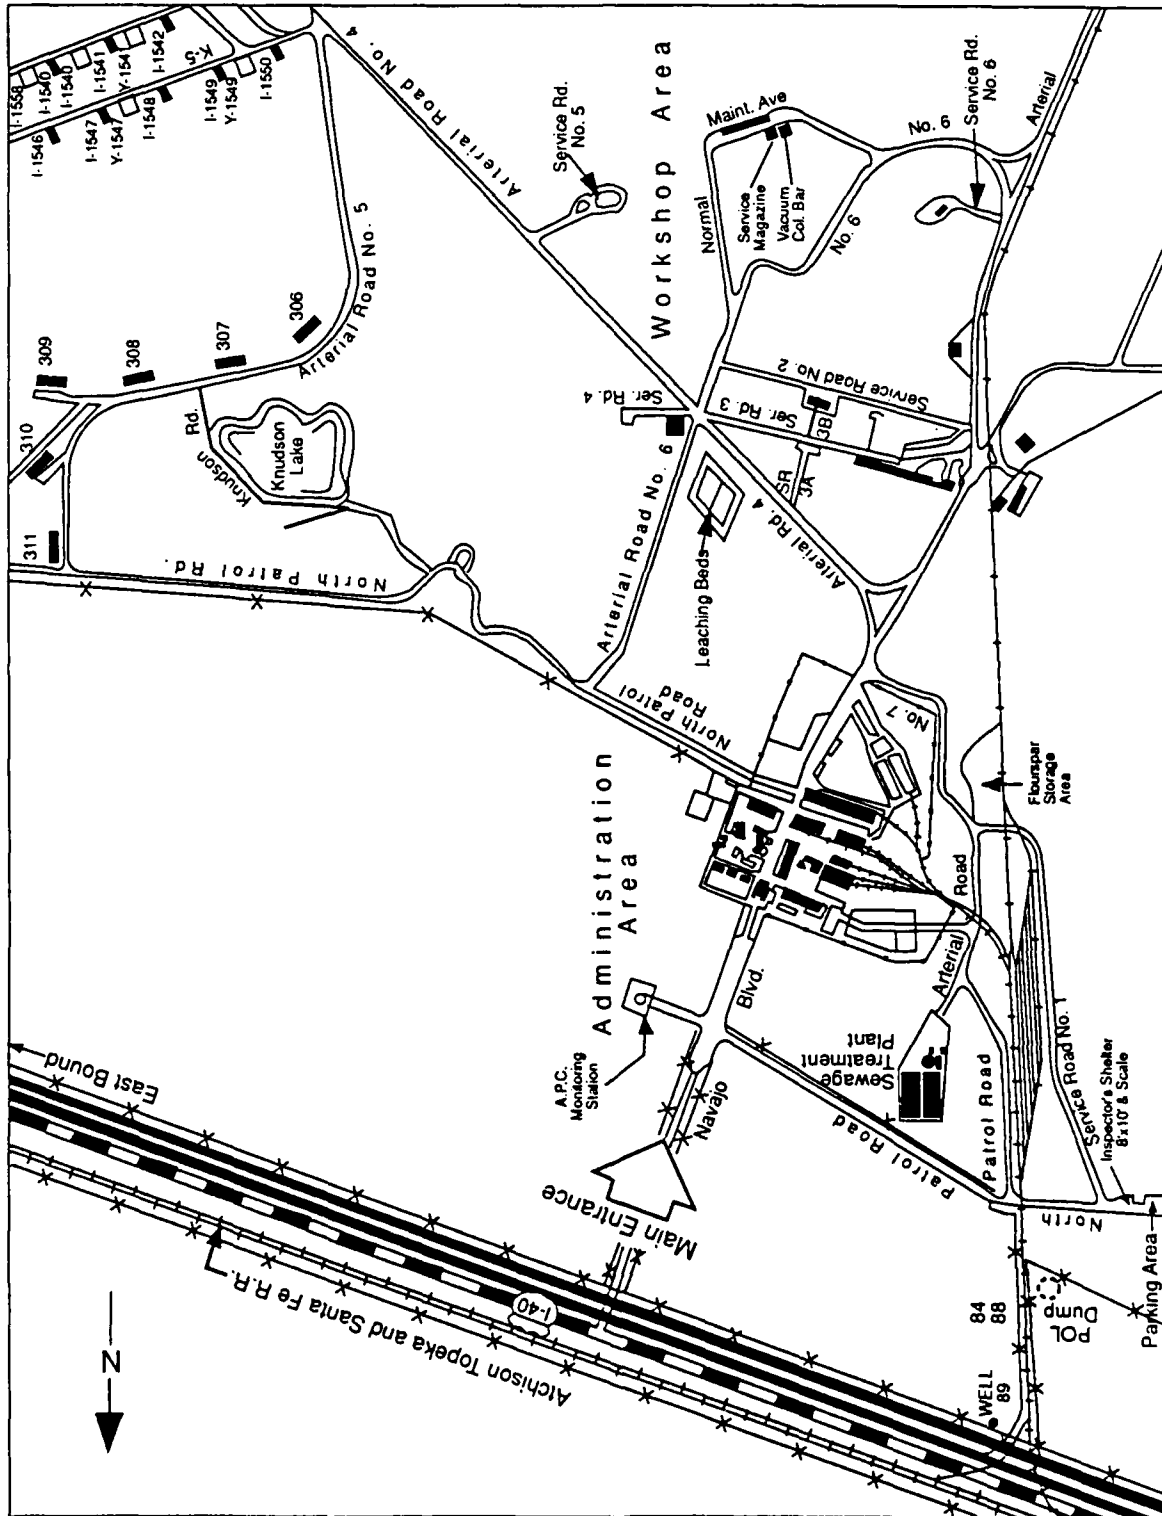 I-1558
I-1540
I-1540
I-1541
Y-154
I-1542
K-5
I-1546
I-1547
Y-1547
I-1548
I-1549
Y-1549
I-1550
Arterial Road No. 4
Service Rd.
No. 5
Workshop Area
Maint. Ave
Normal
Service
Magazine
Vacuum
Col. Bar
No. 6
No. 6
Service Rd.
No. 6
Arterial
309
308
307
306
310
311
Arterial Road No. 5
Knudson
Rd.
Knudson
Lake
North Patrol Rd.
Ser. Rd. 4
Arterial Road No. 6
Ser. Rd. 3
Service Road No. 2
3B
SR
3A
Leaching Beds
Arterial Rd. 4
North Patrol
Road
No. 7
Flourspar
Storage
Area
Administration
Area
Blvd.
Arterial
Road
A.P.C.
Monitoring
Station
Navajo
Sewage
Treatment
Plant
Patrol Road
Patrol Road
Service Road No. 1
Inspector's Shelter
8'x10' & Scale
North
Parking Area
Main Entrance
East Bound
Atchison Topeka and Santa Fe R.R.
I-40
N
84
88
WELL
89
POL
Dump